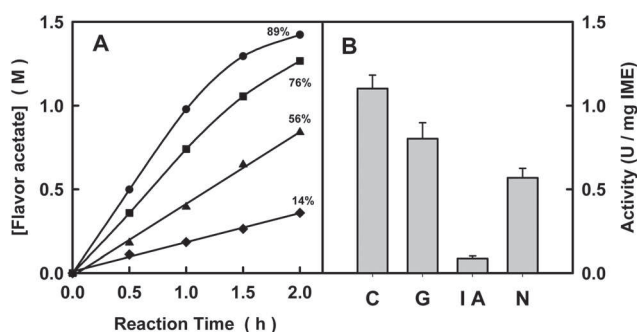 1.5
1.0
0.5
0.0
[Flavor acetate] ( M )
A
89%
76%
56%
14%
0.0 0.5 1.0 1.5 2.0
Reaction Time ( h )
B
C G I A N
1.5
1.0
0.5
0.0
Activity (U / mg IME)